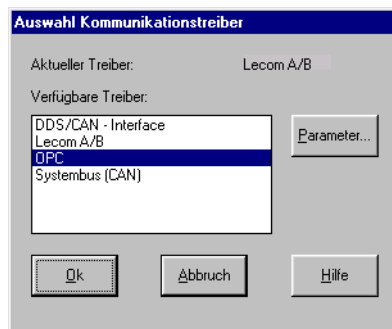 Auswahl Kommunikationstreiber
Aktueller Treiber: Lecom A/B
Verfügbare Treiber:
DDS/CAN - Interface
Lecom A/B
OPC
Systembus (CAN)
Parameter...
Ok Abbruch Hilfe